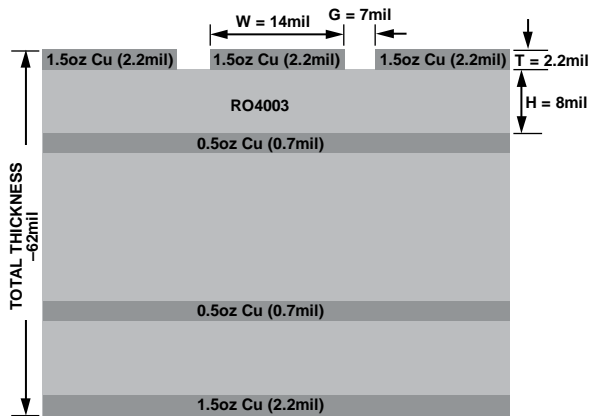 W = 14mil
G = 7mil
1.5oz Cu (2.2mil)
1.5oz Cu (2.2mil)
1.5oz Cu (2.2mil)
T = 2.2mil
RO4003
H = 8mil
0.5oz Cu (0.7mil)
TOTAL THICKNESS
–62mil
0.5oz Cu (0.7mil)
1.5oz Cu (2.2mil)